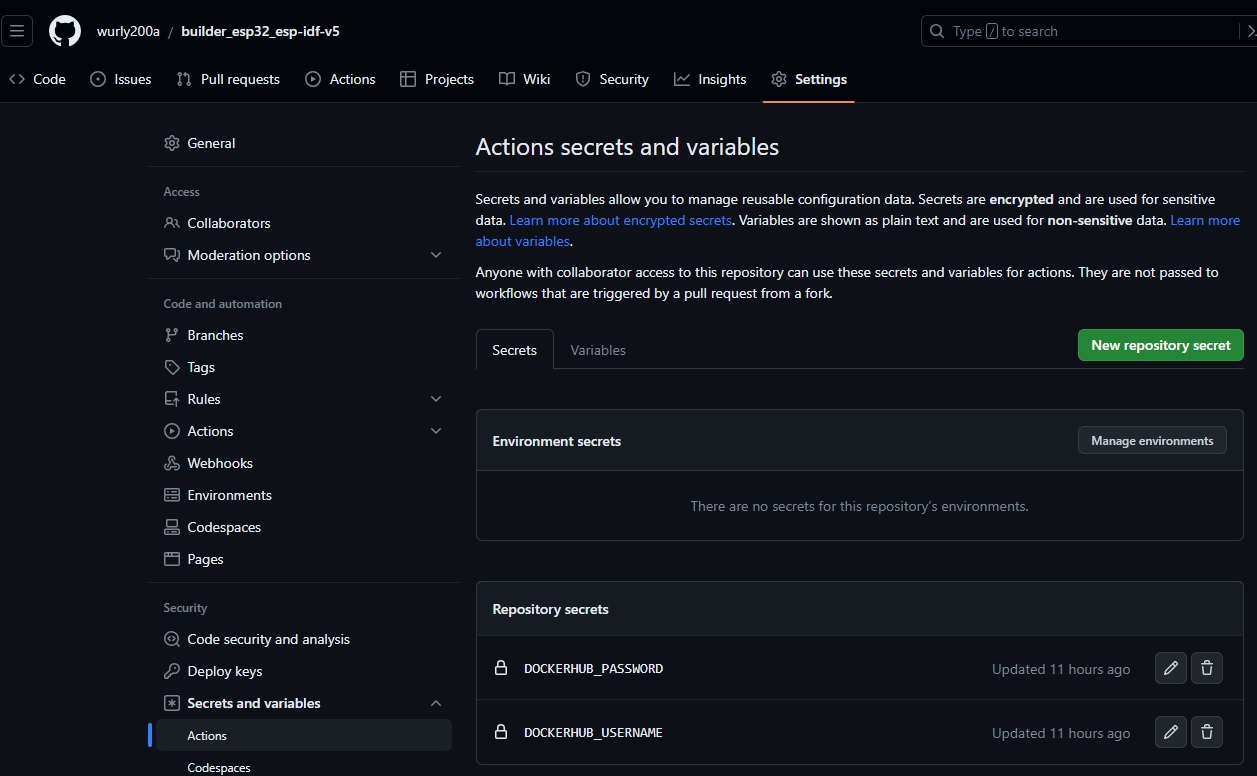 wurly200a / builder_esp32_esp-idf-v5
Type / to search
Code Issues Pull requests Actions Projects Wiki Security Insights Settings
General
Access
Collaborators
Moderation options
Code and automation
Branches
Tags
Rules
Actions
Webhooks
Environments
Codespaces
Pages
Security
Code security and analysis
Deploy keys
Secrets and variables
Actions
Codespaces
Actions secrets and variables
Secrets and variables allow you to manage reusable configuration data. Secrets are encrypted and are used for sensitive
data. Learn more about encrypted secrets. Variables are shown as plain text and are used for non-sensitive data. Learn more
about variables.
Anyone with collaborator access to this repository can use these secrets and variables for actions. They are not passed to
workflows that are triggered by a pull request from a fork.
Secrets Variables New repository secret
Environment secrets Manage environments
There are no secrets for this repository's environments.
Repository secrets
DOCKERHUB_PASSWORD Updated 11 hours ago
DOCKERHUB_USERNAME Updated 11 hours ago